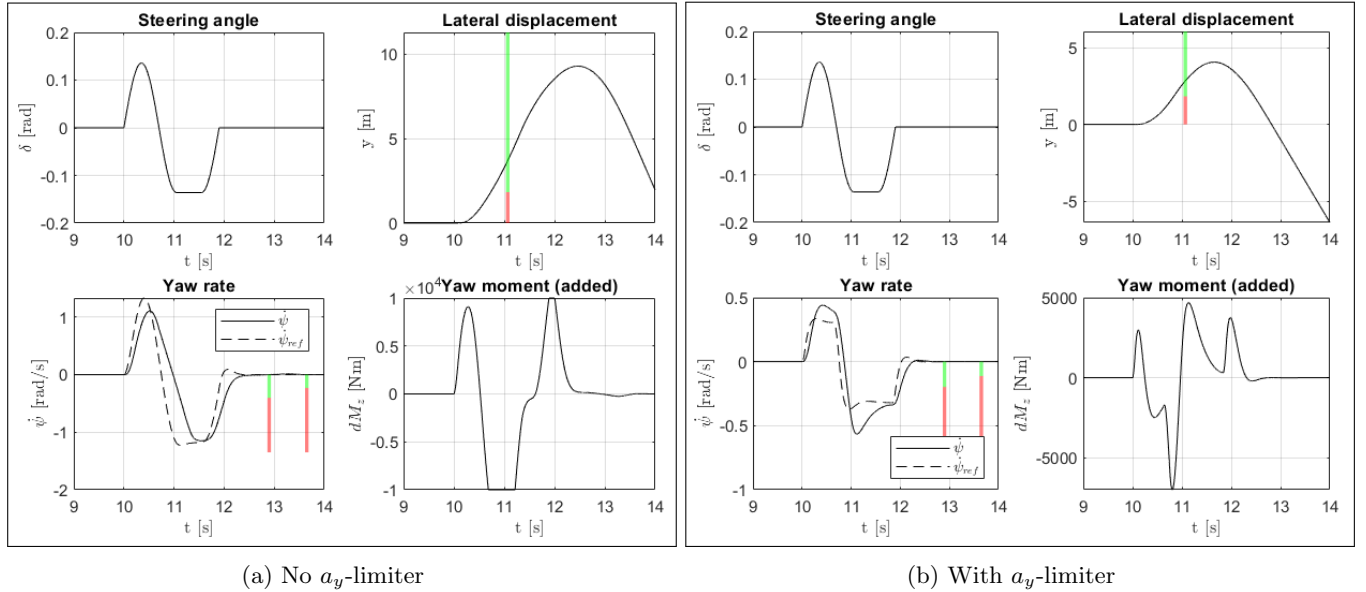 Steering angle
0.2
0.1
0
-0.1
-0.2
δ [rad]
9 10 11 12 13 14
t [s]
Lateral displacement
10
5
0
y [m]
9 10 11 12 13 14
t [s]
Yaw rate
1
0
-1
-2
ψ̇ [rad/s]
ψ̇
ψ̇ref
9 10 11 12 13 14
t [s]
× 10⁴ Yaw moment (added)
1
0.5
0
-0.5
-1
dMz [Nm]
9 10 11 12 13 14
t [s]
(a) No ay-limiter
Steering angle
0.2
0.1
0
-0.1
-0.2
δ [rad]
9 10 11 12 13 14
t [s]
Lateral displacement
5
0
-5
y [m]
9 10 11 12 13 14
t [s]
Yaw rate
0.5
0
-0.5
-1
ψ̇ [rad/s]
ψ̇
ψ̇ref
9 10 11 12 13 14
t [s]
Yaw moment (added)
5000
0
-5000
dMz [Nm]
9 10 11 12 13 14
t [s]
(b) With ay-limiter